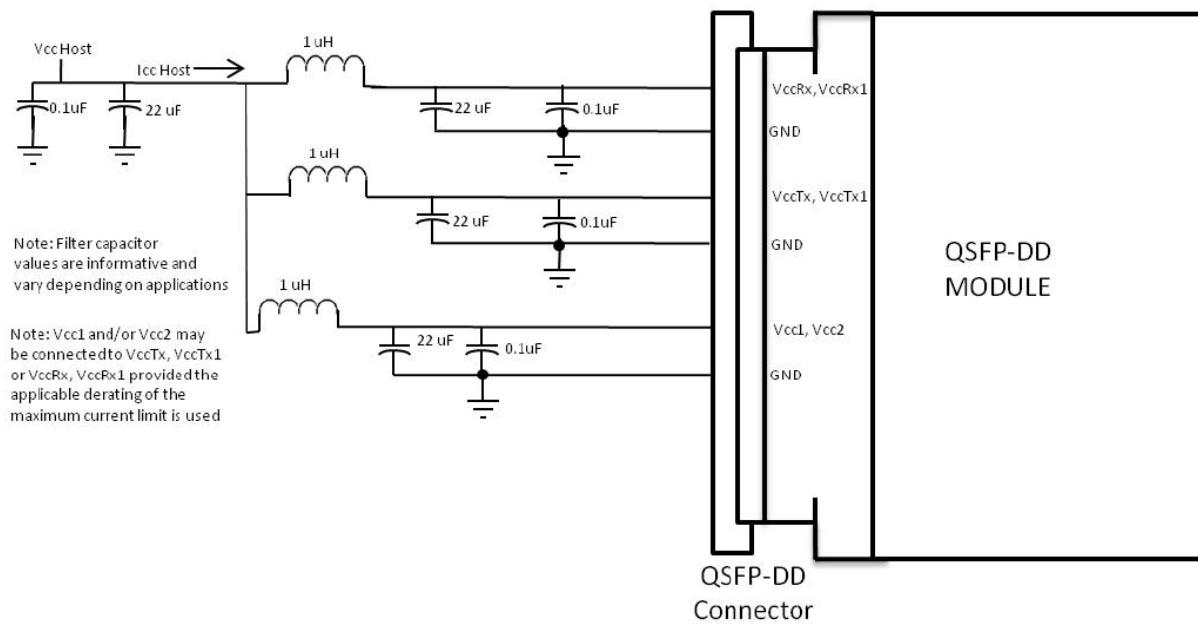 Vcc Host
Icc Host
0.1uF
22 uF
1 uH
22 uF
0.1uF
VccRx, VccRx1
GND
1 uH
22 uF
0.1uF
VccTx, VccTx1
GND
Note: Filter capacitor
values are informative and
vary depending on applications
1 uH
22 uF
0.1uF
Vcc1, Vcc2
GND
Note: Vcc1 and/or Vcc2 may
be connected to VccTx, VccTx1
or VccRx, VccRx1 provided the
applicable derating of the
maximum current limit is used
QSFP-DD
MODULE
QSFP-DD
Connector